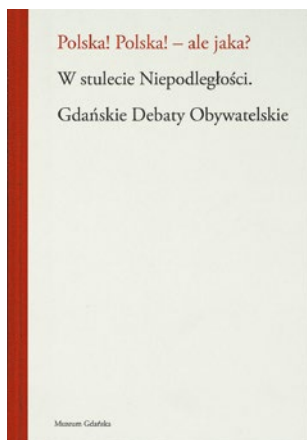 Polska! Polska! – ale jaka?
W stulecie Niepodległości.
Gdańskie Debaty Obywatelskie
Muzeum Gdańska